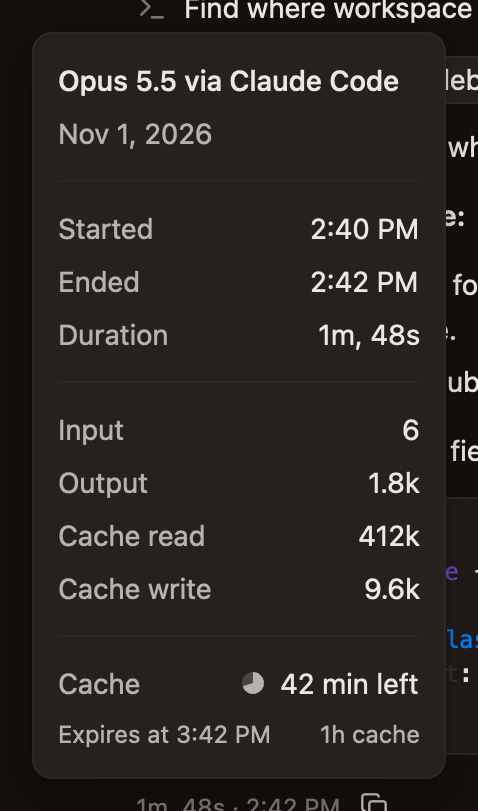 >_ Find where workspace
Opus 5.5 via Claude Code
Nov 1, 2026
Started 2:40 PM
Ended 2:42 PM
Duration 1m, 48s
Input 6
Output 1.8k
Cache read 412k
Cache write 9.6k
Cache 42 min left
Expires at 3:42 PM 1h cache
1m, 48s · 2:42 PM